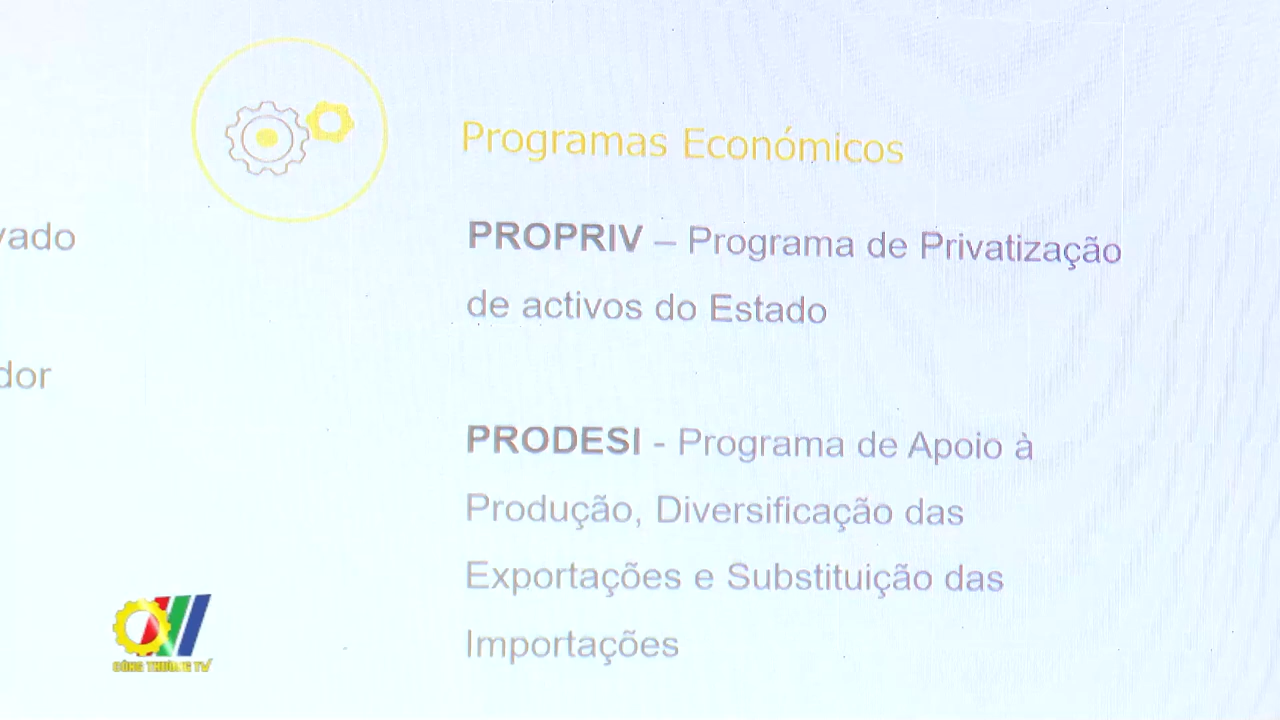 Programas Económicos
vado
PROPRIV – Programa de Privatização
de activos do Estado
dor
PRODESI - Programa de Apoio à
Produção, Diversificação das
Exportações e Substituição das
Importações
CÔNG THƯƠNG TV